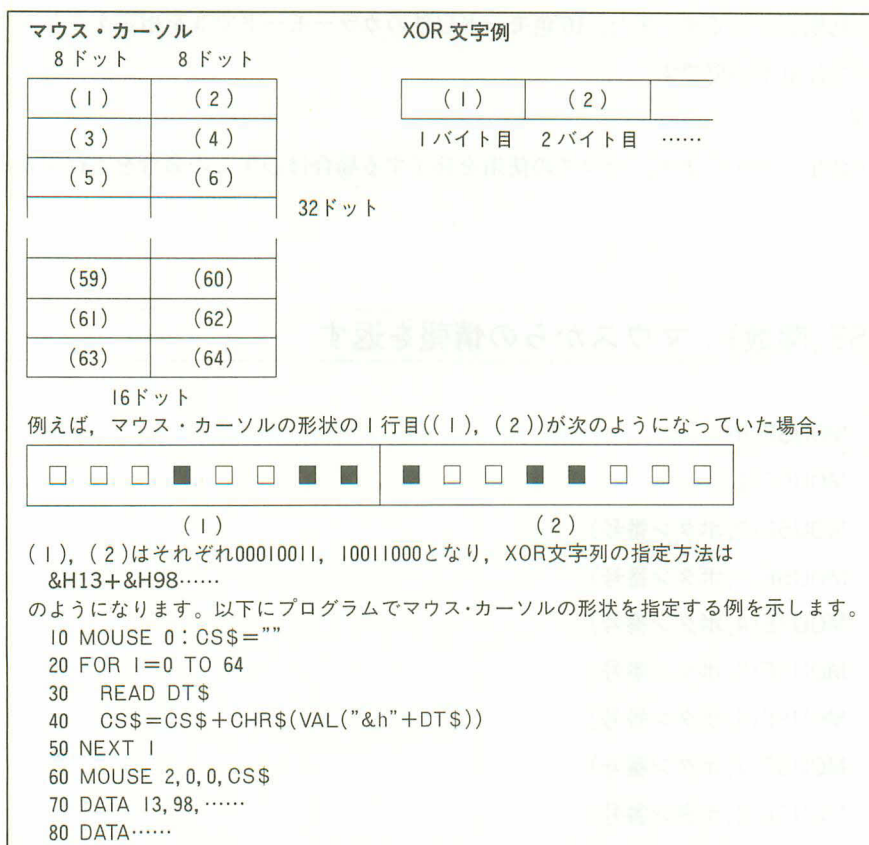 マウス・カーソル
8ドット 8ドット
(1) (2)
(3) (4)
(5) (6)
32ドット
(59) (60)
(61) (62)
(63) (64)
16ドット
XOR文字例
(1) (2)
1バイト目 2バイト目 ……
例えば,マウス・カーソルの形状の1行目((1),(2))が次のようになっていた場合,
□□□■□□■■ ■□□■■□□□
(1) (2)
(1),(2)はそれぞれ00010011,10011000となり,XOR文字列の指定方法は
&H13+&H98……
のようになります。以下にプログラムでマウス・カーソルの形状を指定する例を示します。
10 MOUSE 0:CS$=""
20 FOR I=0 TO 64
30 READ DT$
40 CS$=CS$+CHR$(VAL("&h"+DT$))
50 NEXT I
60 MOUSE 2,0,0,CS$
70 DATA 13,98,……
80 DATA……